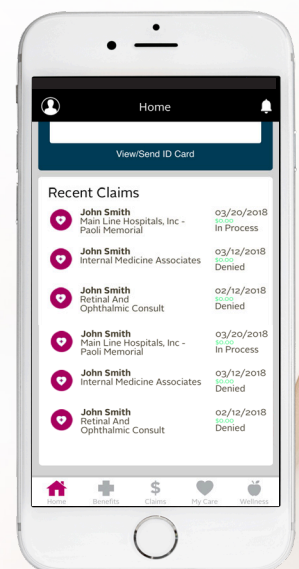 Home
View/Send ID Card
Recent Claims
John Smith 03/20/2018
Main Line Hospitals, Inc - $0.00
Paoli Memorial In Process
John Smith 03/12/2018
Internal Medicine Associates $0.00
Denied
John Smith 02/12/2018
Retinal And $0.00
Ophthalmic Consult Denied
John Smith 03/20/2018
Main Line Hospitals, Inc - $0.00
Paoli Memorial In Process
John Smith 03/12/2018
Internal Medicine Associates $0.00
Denied
John Smith 02/12/2018
Retinal And $0.00
Ophthalmic Consult Denied
Home Benefits $ Claims My Care Wellness